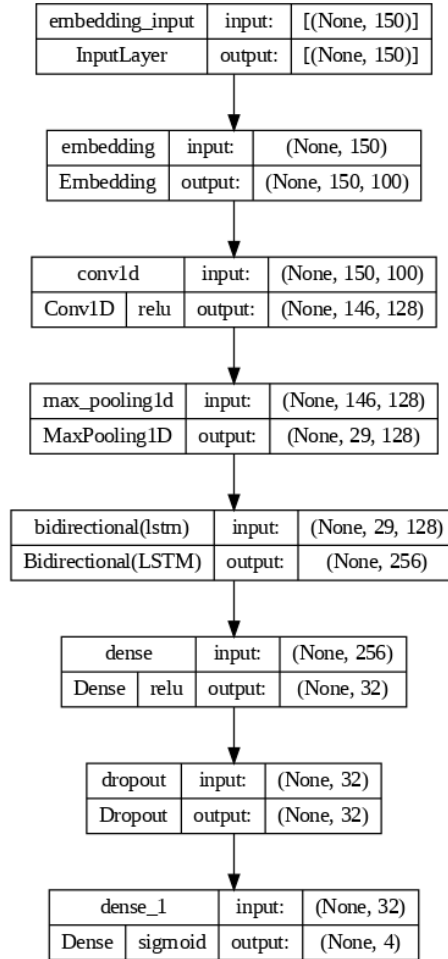 embedding_input input: [(None, 150)]
InputLayer output: [(None, 150)]
embedding input: (None, 150)
Embedding output: (None, 150, 100)
conv1d input: (None, 150, 100)
Conv1D relu output: (None, 146, 128)
max_pooling1d input: (None, 146, 128)
MaxPooling1D output: (None, 29, 128)
bidirectional(lstm) input: (None, 29, 128)
Bidirectional(LSTM) output: (None, 256)
dense input: (None, 256)
Dense relu output: (None, 32)
dropout input: (None, 32)
Dropout output: (None, 32)
dense_1 input: (None, 32)
Dense sigmoid output: (None, 4)